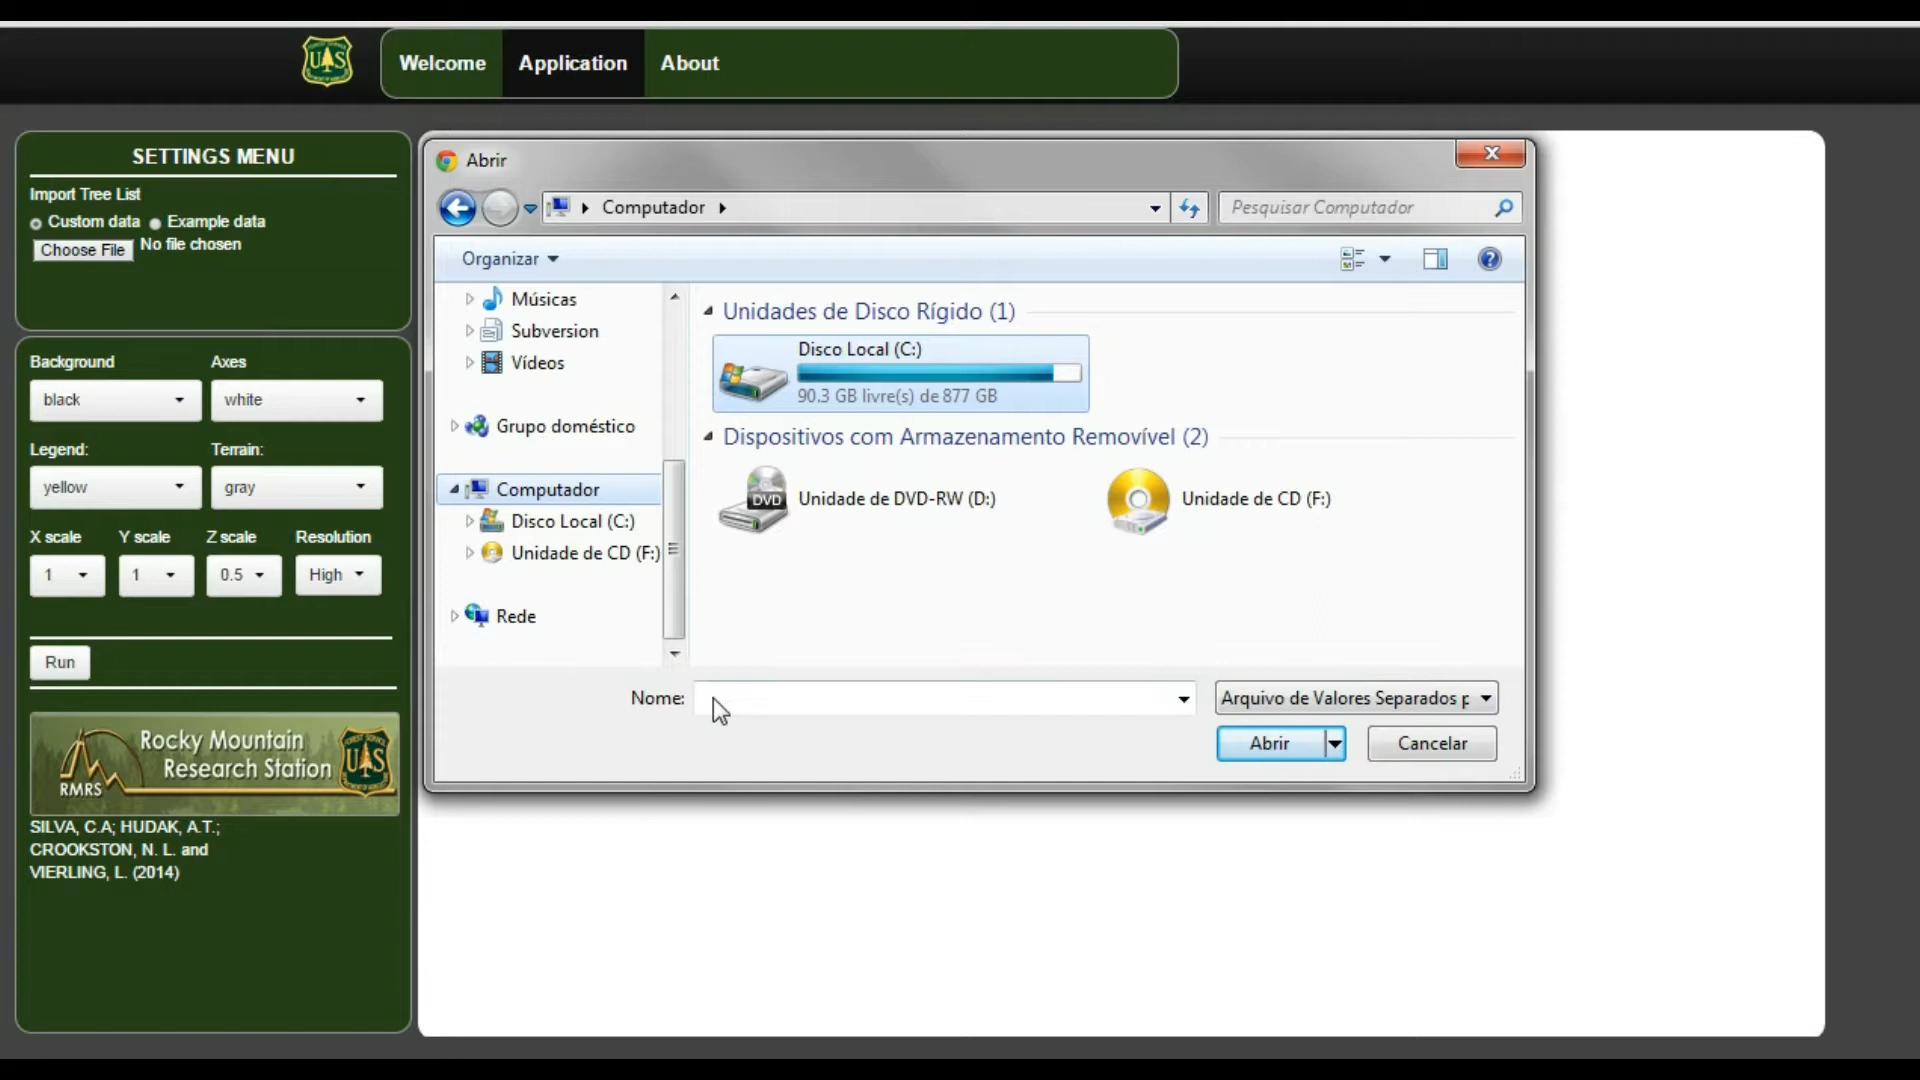 Welcome
Application
About
SETTINGS MENU
Import Tree List
Custom data
Example data
Choose File
No file chosen
Background
Axes
black
white
Legend:
Terrain:
yellow
gray
X scale
Y scale
Z scale
Resolution
1
1
0.5
High
Run
Rocky Mountain
Research Station
RMRS
SILVA, C.A; HUDAK, A.T.;
CROOKSTON, N. L. and
VIERLING, L. (2014)
Abrir
Computador
Pesquisar Computador
Organizar
Músicas
Subversion
Vídeos
Grupo doméstico
Computador
Disco Local (C:)
Unidade de CD (F:)
Rede
Unidades de Disco Rígido (1)
Disco Local (C:)
90.3 GB livre(s) de 877 GB
Dispositivos com Armazenamento Removível (2)
DVD
Unidade de DVD-RW (D:)
Unidade de CD (F:)
Nome:
Arquivo de Valores Separados p
Abrir
Cancelar